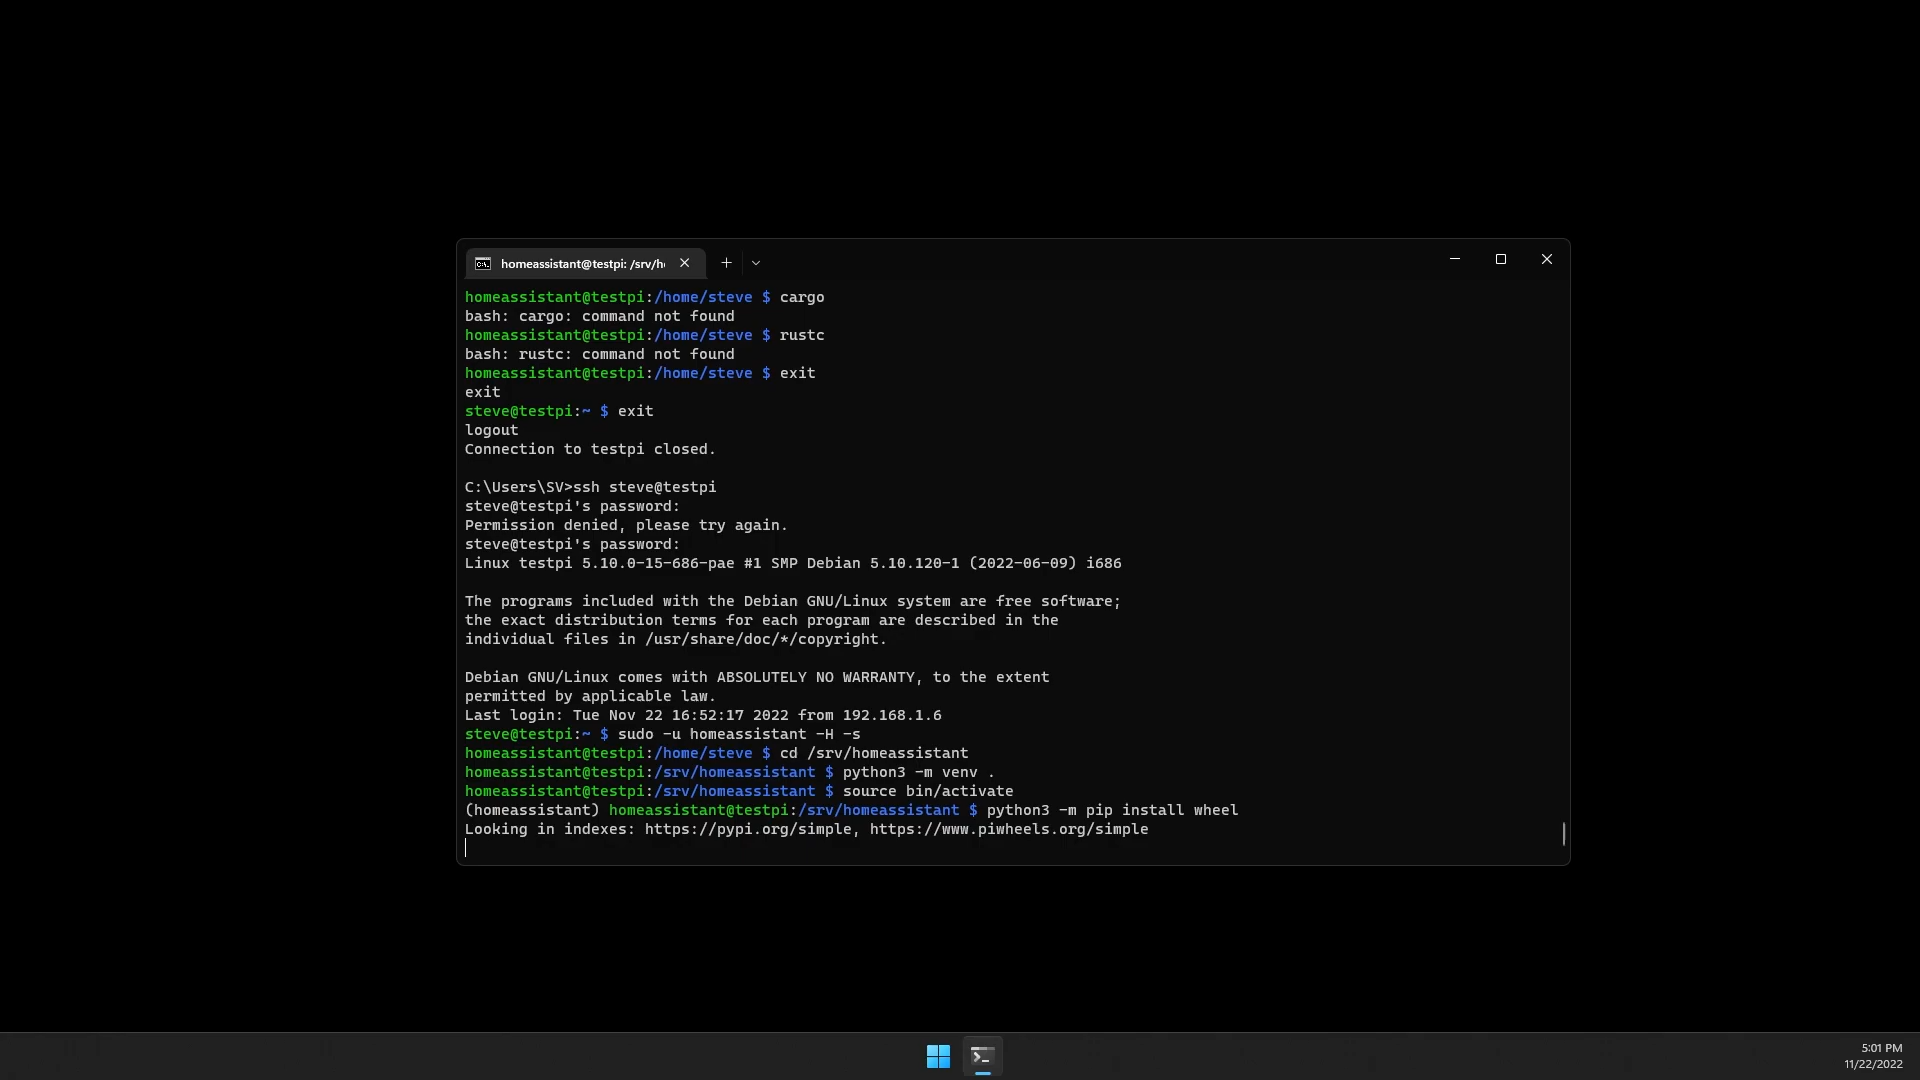 homeassistant@testpi: /srv/h
homeassistant@testpi:/home/steve $ cargo
bash: cargo: command not found
homeassistant@testpi:/home/steve $ rustc
bash: rustc: command not found
homeassistant@testpi:/home/steve $ exit
exit
steve@testpi:~ $ exit
logout
Connection to testpi closed.
C:\Users\SV>ssh steve@testpi
steve@testpi's password:
Permission denied, please try again.
steve@testpi's password:
Linux testpi 5.10.0-15-686-pae #1 SMP Debian 5.10.120-1 (2022-06-09) i686
The programs included with the Debian GNU/Linux system are free software;
the exact distribution terms for each program are described in the
individual files in /usr/share/doc/*/copyright.
Debian GNU/Linux comes with ABSOLUTELY NO WARRANTY, to the extent
permitted by applicable law.
Last login: Tue Nov 22 16:52:17 2022 from 192.168.1.6
steve@testpi:~ $ sudo -u homeassistant -H -s
homeassistant@testpi:/home/steve $ cd /srv/homeassistant
homeassistant@testpi:/srv/homeassistant $ python3 -m venv .
homeassistant@testpi:/srv/homeassistant $ source bin/activate
(homeassistant) homeassistant@testpi:/srv/homeassistant $ python3 -m pip install wheel
Looking in indexes: https://pypi.org/simple, https://www.piwheels.org/simple
5:01 PM
11/22/2022